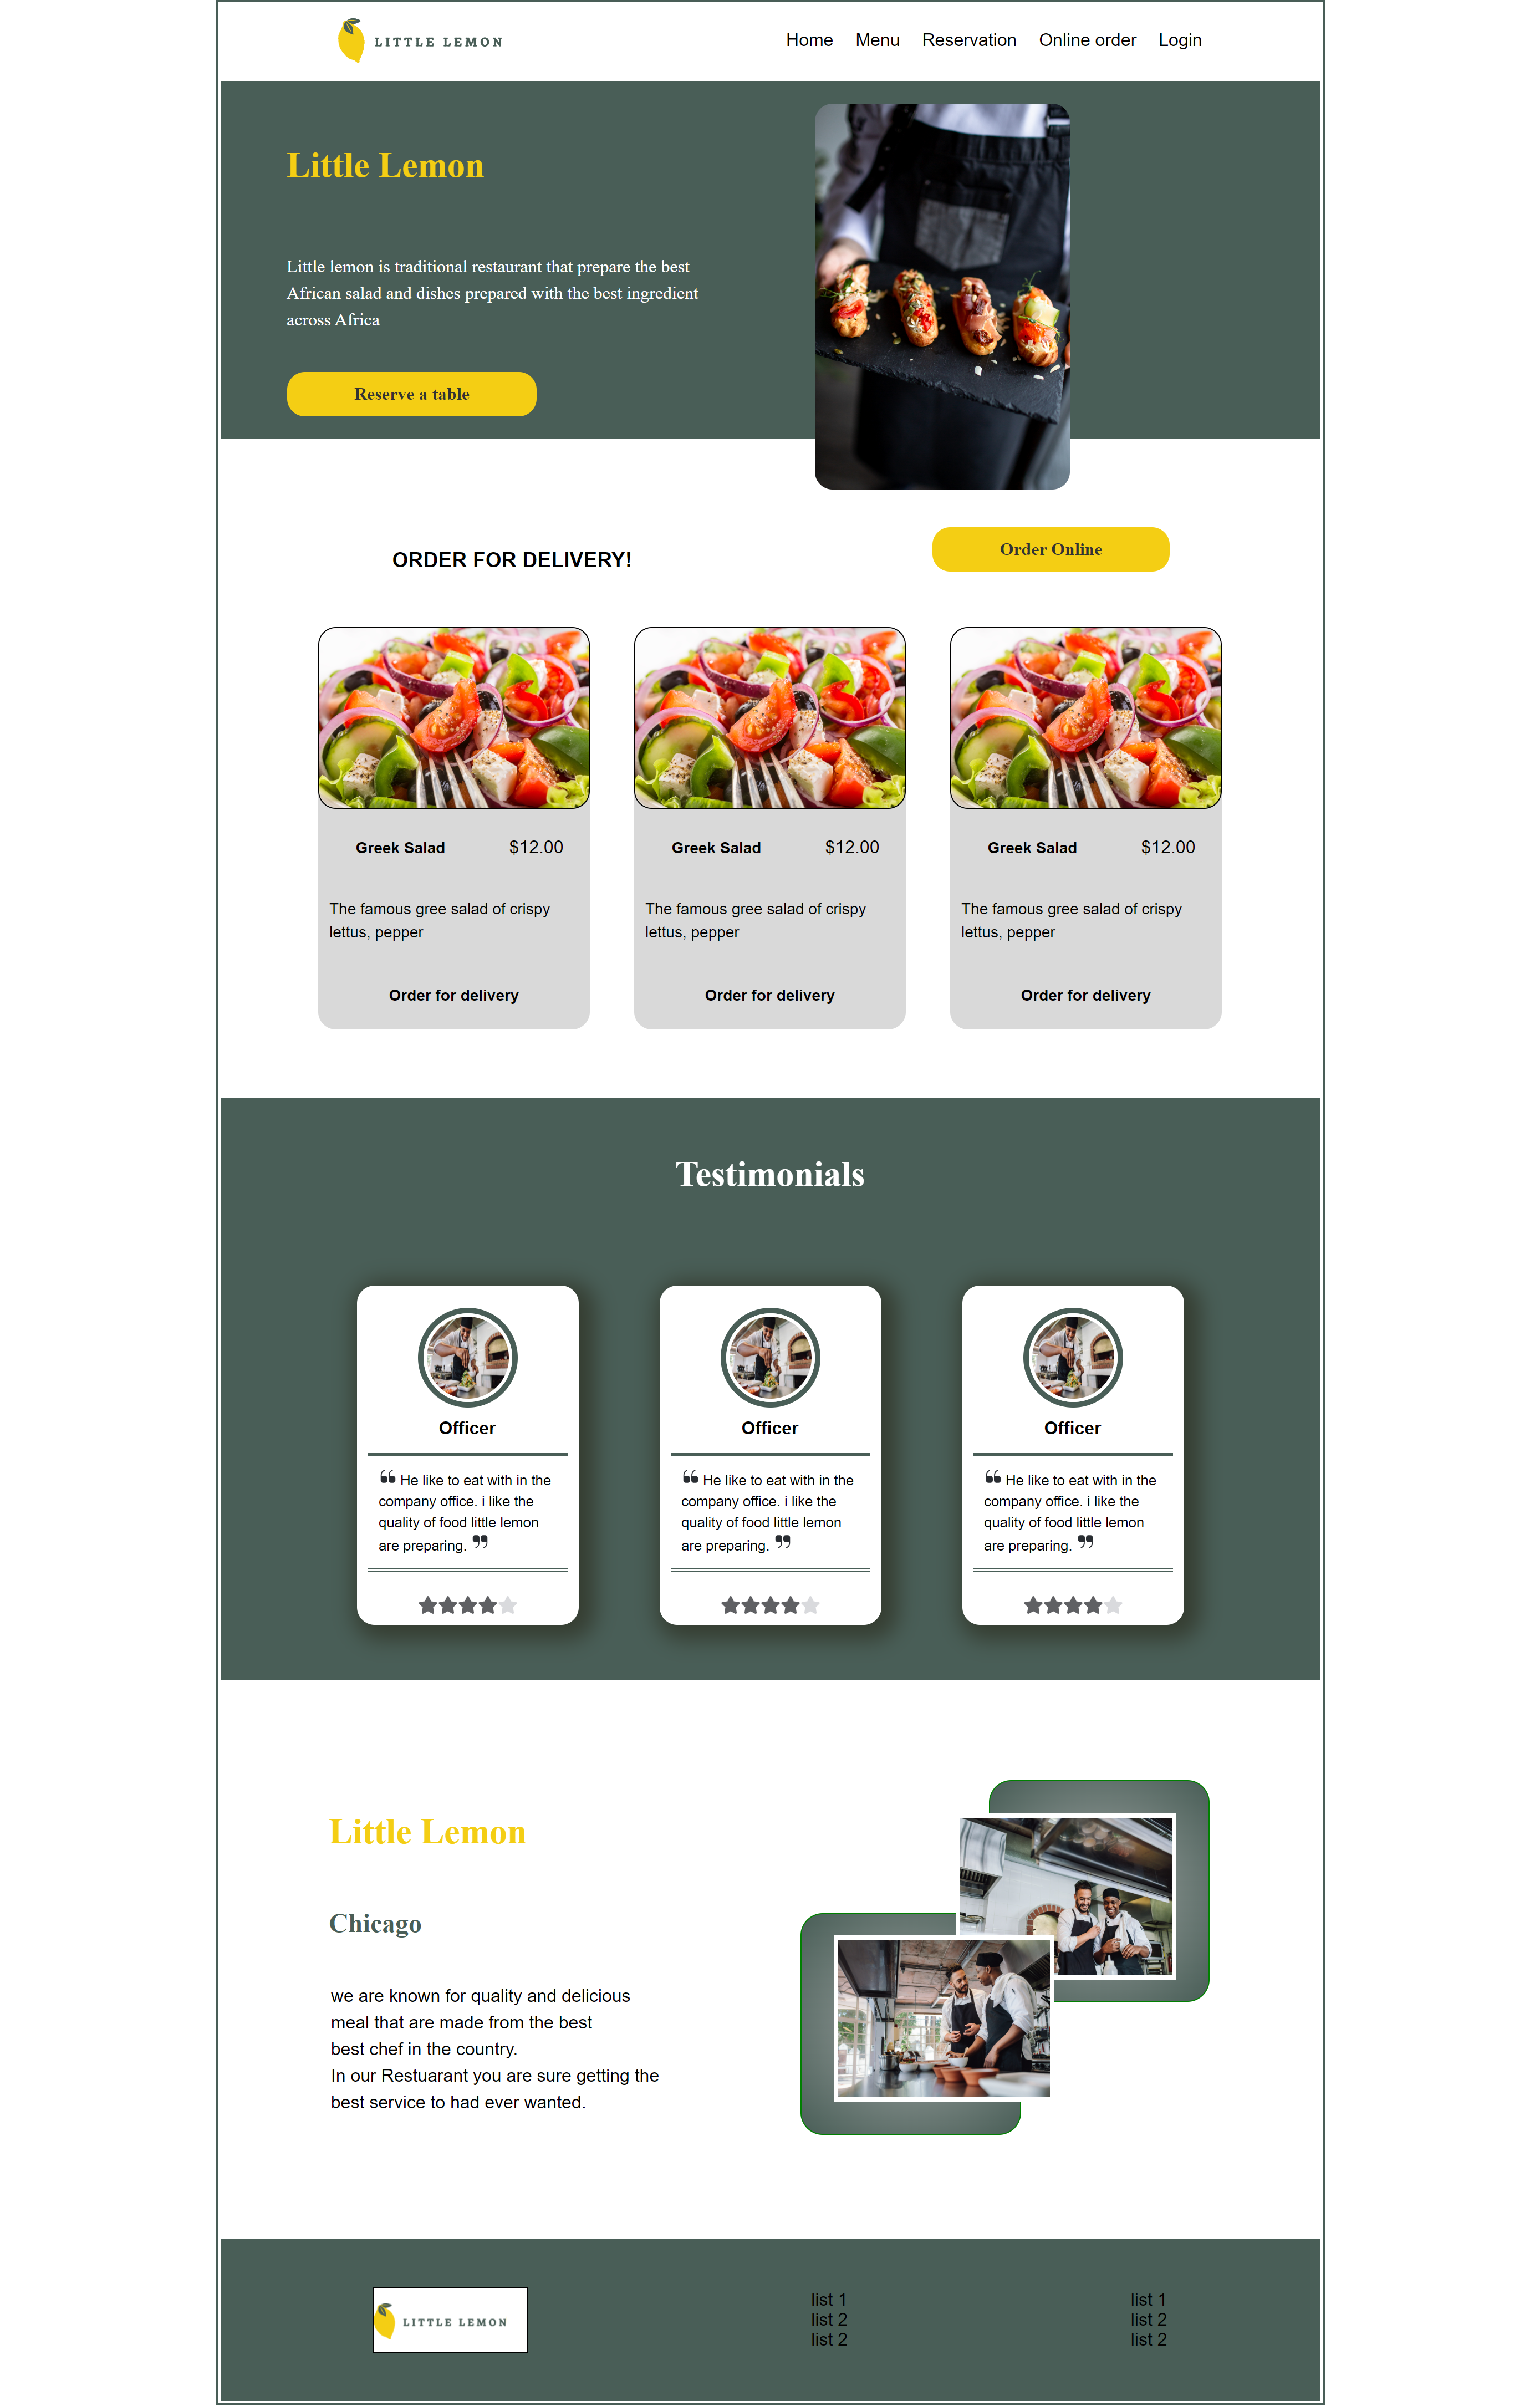 LITTLE LEMON
Home Menu Reservation Online order Login
Little Lemon
Little lemon is traditional restaurant that prepare the best
African salad and dishes prepared with the best ingredient
across Africa
Reserve a table
ORDER FOR DELIVERY!
Order Online
Greek Salad $12.00
The famous gree salad of crispy
lettus, pepper
Order for delivery
Greek Salad $12.00
The famous gree salad of crispy
lettus, pepper
Order for delivery
Greek Salad $12.00
The famous gree salad of crispy
lettus, pepper
Order for delivery
Testimonials
Officer
❝ He like to eat with in the
company office. i like the
quality of food little lemon
are preparing. ❞
Officer
❝ He like to eat with in the
company office. i like the
quality of food little lemon
are preparing. ❞
Officer
❝ He like to eat with in the
company office. i like the
quality of food little lemon
are preparing. ❞
Little Lemon
Chicago
we are known for quality and delicious
meal that are made from the best
best chef in the country.
In our Restuarant you are sure getting the
best service to had ever wanted.
LITTLE LEMON
list 1
list 2
list 2
list 1
list 2
list 2